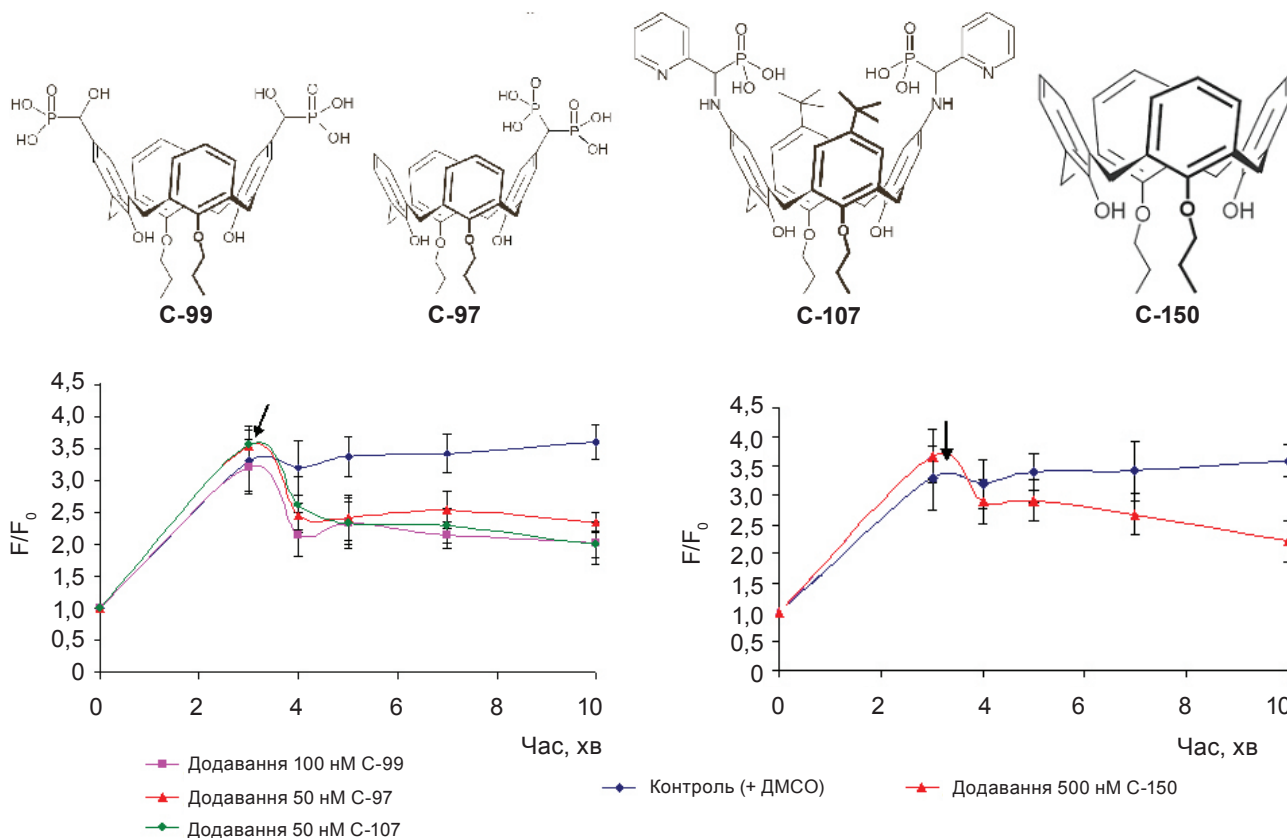 C-99
C-97
C-107
C-150
HO
OH
O
P
HO
HO
HO
O
P
OH
OH
OH
O
OH
O
HO
P
HO
O
P
OH
OH
OH
O
OH
O
N
O
P
OH
OH
HN
O
HO
P
HO
N
NH
OH
O
OH
O
OH
O
OH
O
F/F0
4,5
4,0
3,5
3,0
2,5
2,0
1,5
1,0
0,5
0
0 2 4 6 8 10
Час, хв
Додавання 100 нМ С-99
Додавання 50 нМ С-97
Додавання 50 нМ С-107
F/F0
4,5
4,0
3,5
3,0
2,5
2,0
1,5
1,0
0,5
0
0 2 4 6 8 10
Час, хв
Контроль (+ ДМСО)
Додавання 500 нМ С-150